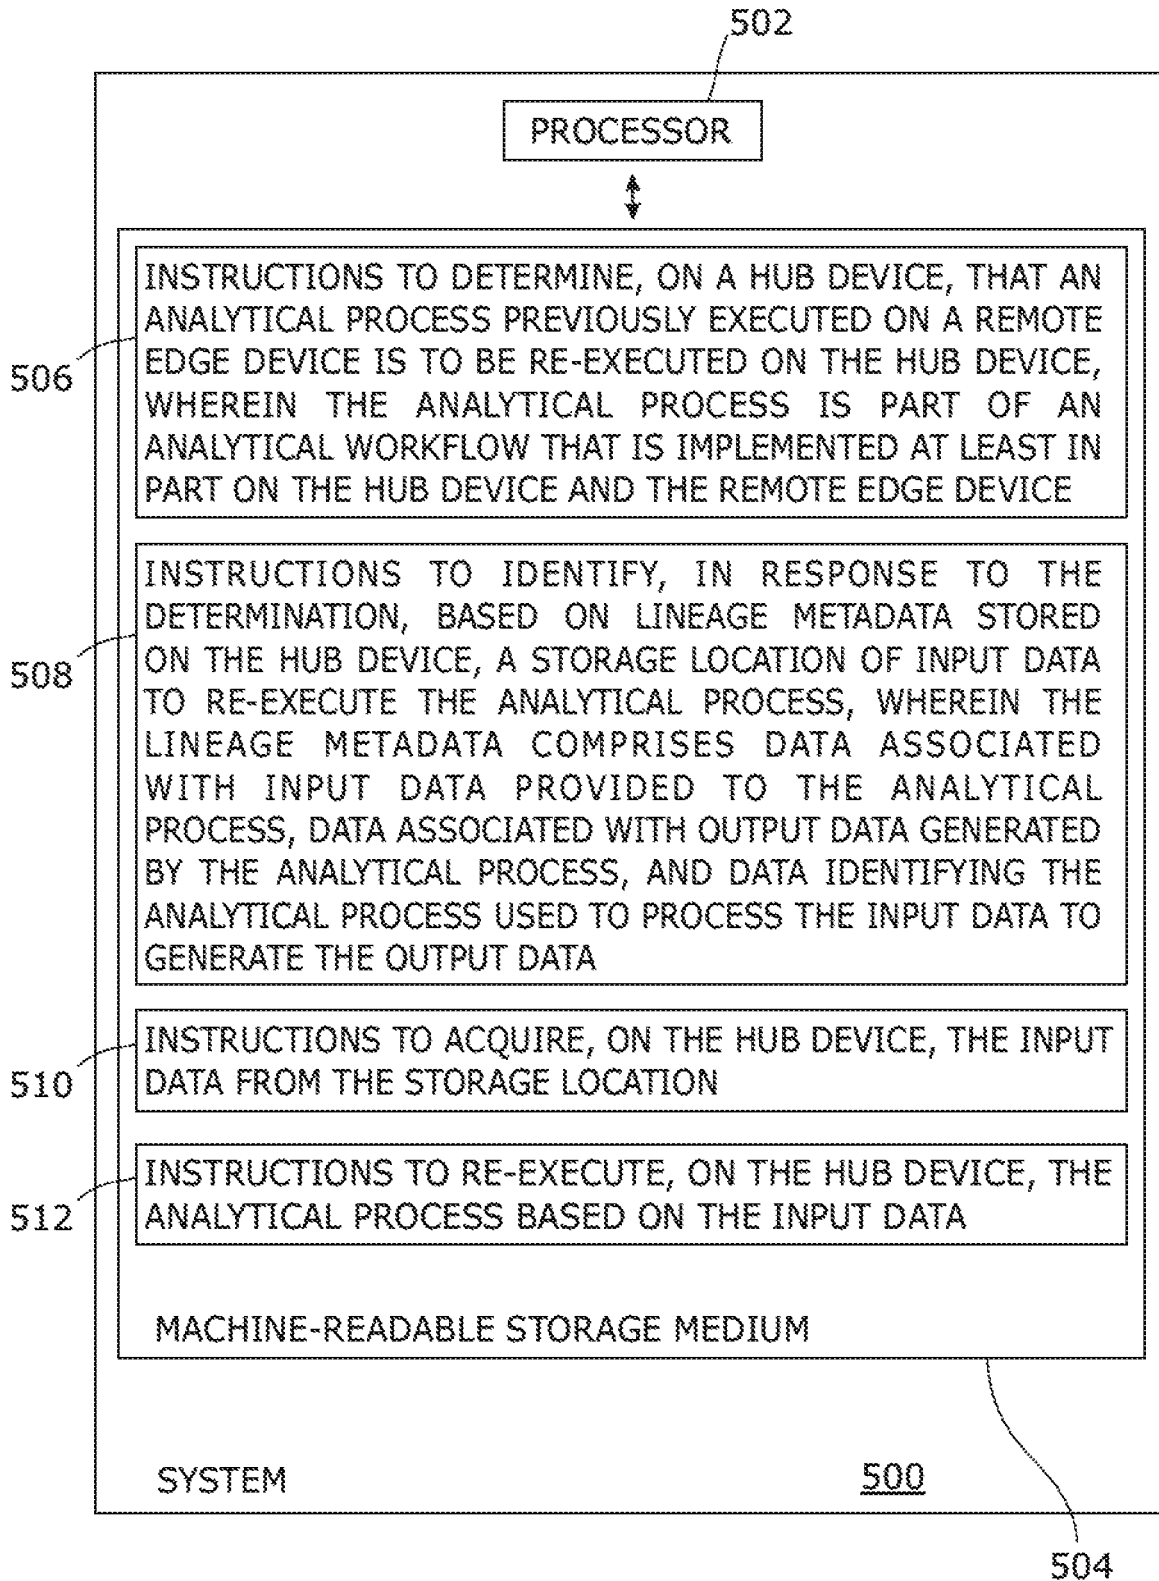 502
PROCESSOR
INSTRUCTIONS TO DETERMINE, ON A HUB DEVICE, THAT AN
ANALYTICAL PROCESS PREVIOUSLY EXECUTED ON A REMOTE
EDGE DEVICE IS TO BE RE-EXECUTED ON THE HUB DEVICE,
WHEREIN THE ANALYTICAL PROCESS IS PART OF AN
ANALYTICAL WORKFLOW THAT IS IMPLEMENTED AT LEAST IN
PART ON THE HUB DEVICE AND THE REMOTE EDGE DEVICE
506
INSTRUCTIONS TO IDENTIFY, IN RESPONSE TO THE
DETERMINATION, BASED ON LINEAGE METADATA STORED
ON THE HUB DEVICE, A STORAGE LOCATION OF INPUT DATA
TO RE-EXECUTE THE ANALYTICAL PROCESS, WHEREIN THE
LINEAGE METADATA COMPRISES DATA ASSOCIATED
WITH INPUT DATA PROVIDED TO THE ANALYTICAL
PROCESS, DATA ASSOCIATED WITH OUTPUT DATA GENERATED
BY THE ANALYTICAL PROCESS, AND DATA IDENTIFYING THE
ANALYTICAL PROCESS USED TO PROCESS THE INPUT DATA TO
GENERATE THE OUTPUT DATA
508
INSTRUCTIONS TO ACQUIRE, ON THE HUB DEVICE, THE INPUT
DATA FROM THE STORAGE LOCATION
510
INSTRUCTIONS TO RE-EXECUTE, ON THE HUB DEVICE, THE
ANALYTICAL PROCESS BASED ON THE INPUT DATA
512
MACHINE-READABLE STORAGE MEDIUM
SYSTEM
500
504